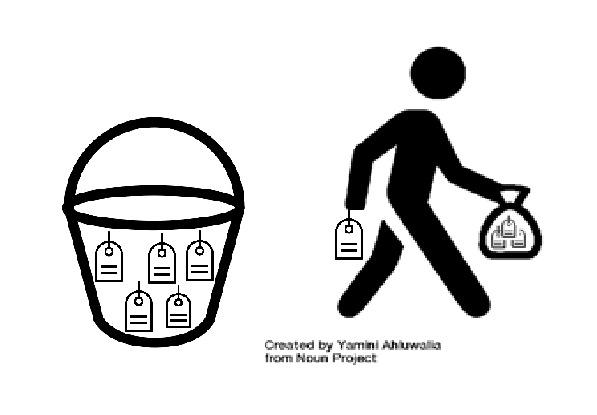 Created by Yamini Ahluwalia
from Noun Project